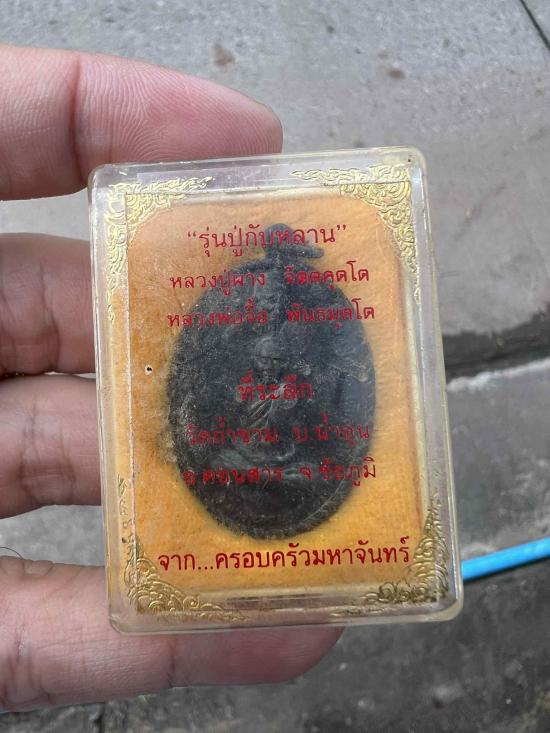 “รุ่นปู่กับหลาน”
หลวงปู่ผาง จิตฺตคุตฺโต
หลวงพ่อจื่อ พันธมุตฺโต
ที่ระลึก
วัดถ้ำขาม บ.น้ำอุ่น
อ.คอนสาร จ.ชัยภูมิ
จาก...ครอบครัวมหาจันทร์